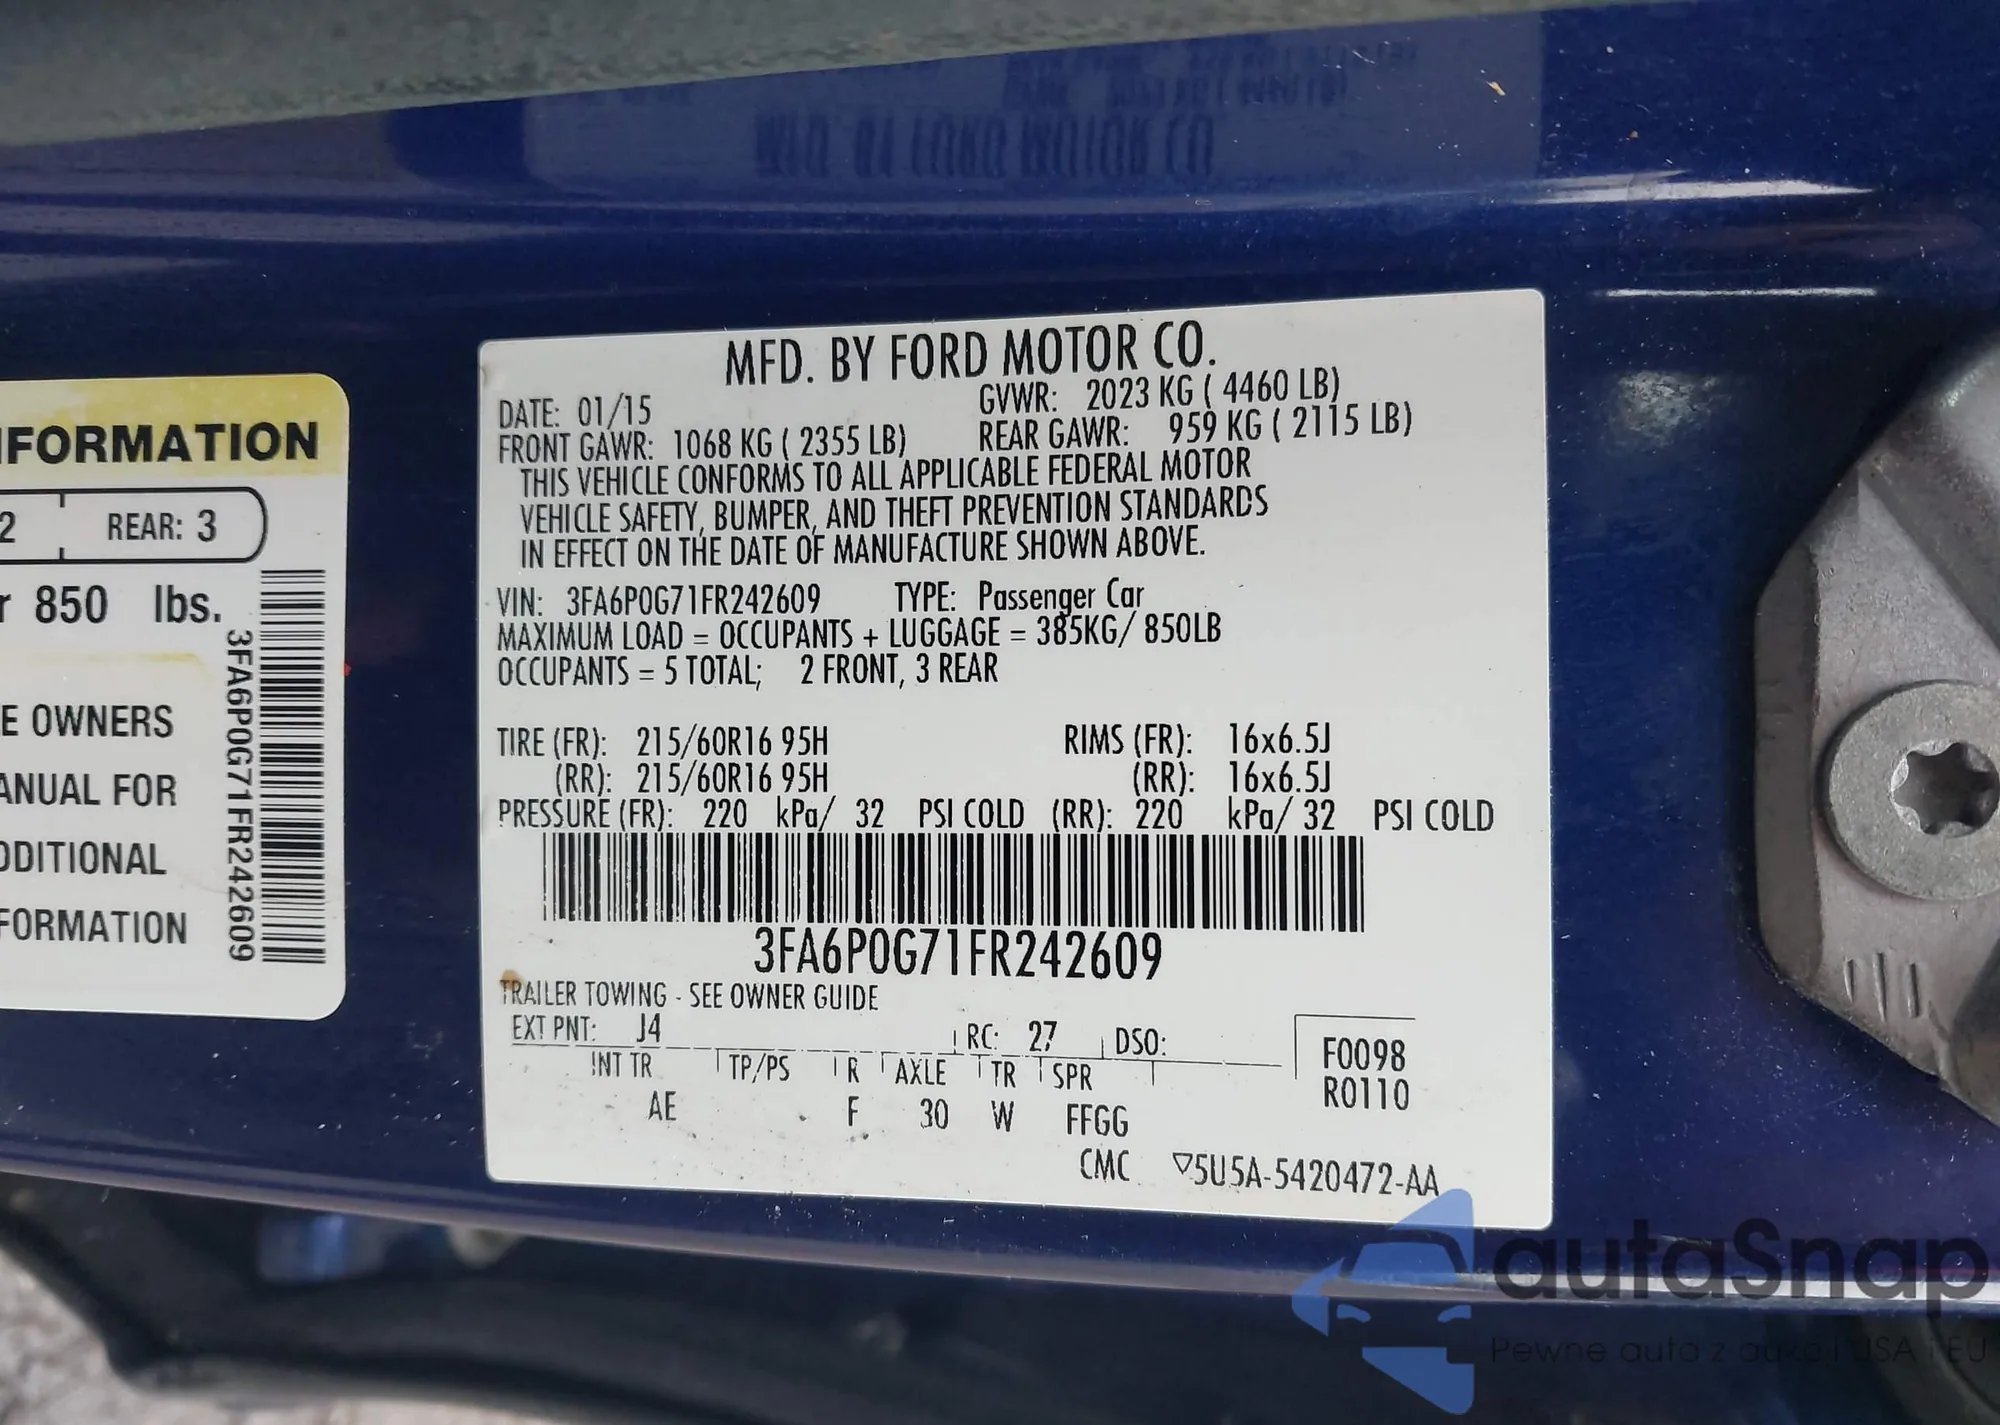 NFORMATION
2 REAR: 3
r 850 lbs.
E OWNERS
ANUAL FOR
DDITIONAL
FORMATION
3FA6P0G71FR242609
MFD. BY FORD MOTOR CO.
DATE: 01/15 GVWR: 2023 KG ( 4460 LB)
FRONT GAWR: 1068 KG ( 2355 LB) REAR GAWR: 959 KG ( 2115 LB)
THIS VEHICLE CONFORMS TO ALL APPLICABLE FEDERAL MOTOR
VEHICLE SAFETY, BUMPER, AND THEFT PREVENTION STANDARDS
IN EFFECT ON THE DATE OF MANUFACTURE SHOWN ABOVE.
VIN: 3FA6P0G71FR242609 TYPE: Passenger Car
MAXIMUM LOAD = OCCUPANTS + LUGGAGE = 385KG/ 850LB
OCCUPANTS = 5 TOTAL; 2 FRONT, 3 REAR
TIRE (FR): 215/60R16 95H RIMS (FR): 16x6.5J
(RR): 215/60R16 95H (RR): 16x6.5J
PRESSURE (FR): 220 kPa/ 32 PSI COLD (RR): 220 kPa/ 32 PSI COLD
3FA6P0G71FR242609
TRAILER TOWING - SEE OWNER GUIDE
EXT PNT: J4 RC: 27 DSO:
INT TR TP/PS R AXLE TR SPR
AE F 30 W FFGG
F0098
R0110
CMC ▽5U5A-5420472-AA
autaSnap
Pewne auta z aukcji USA i EU